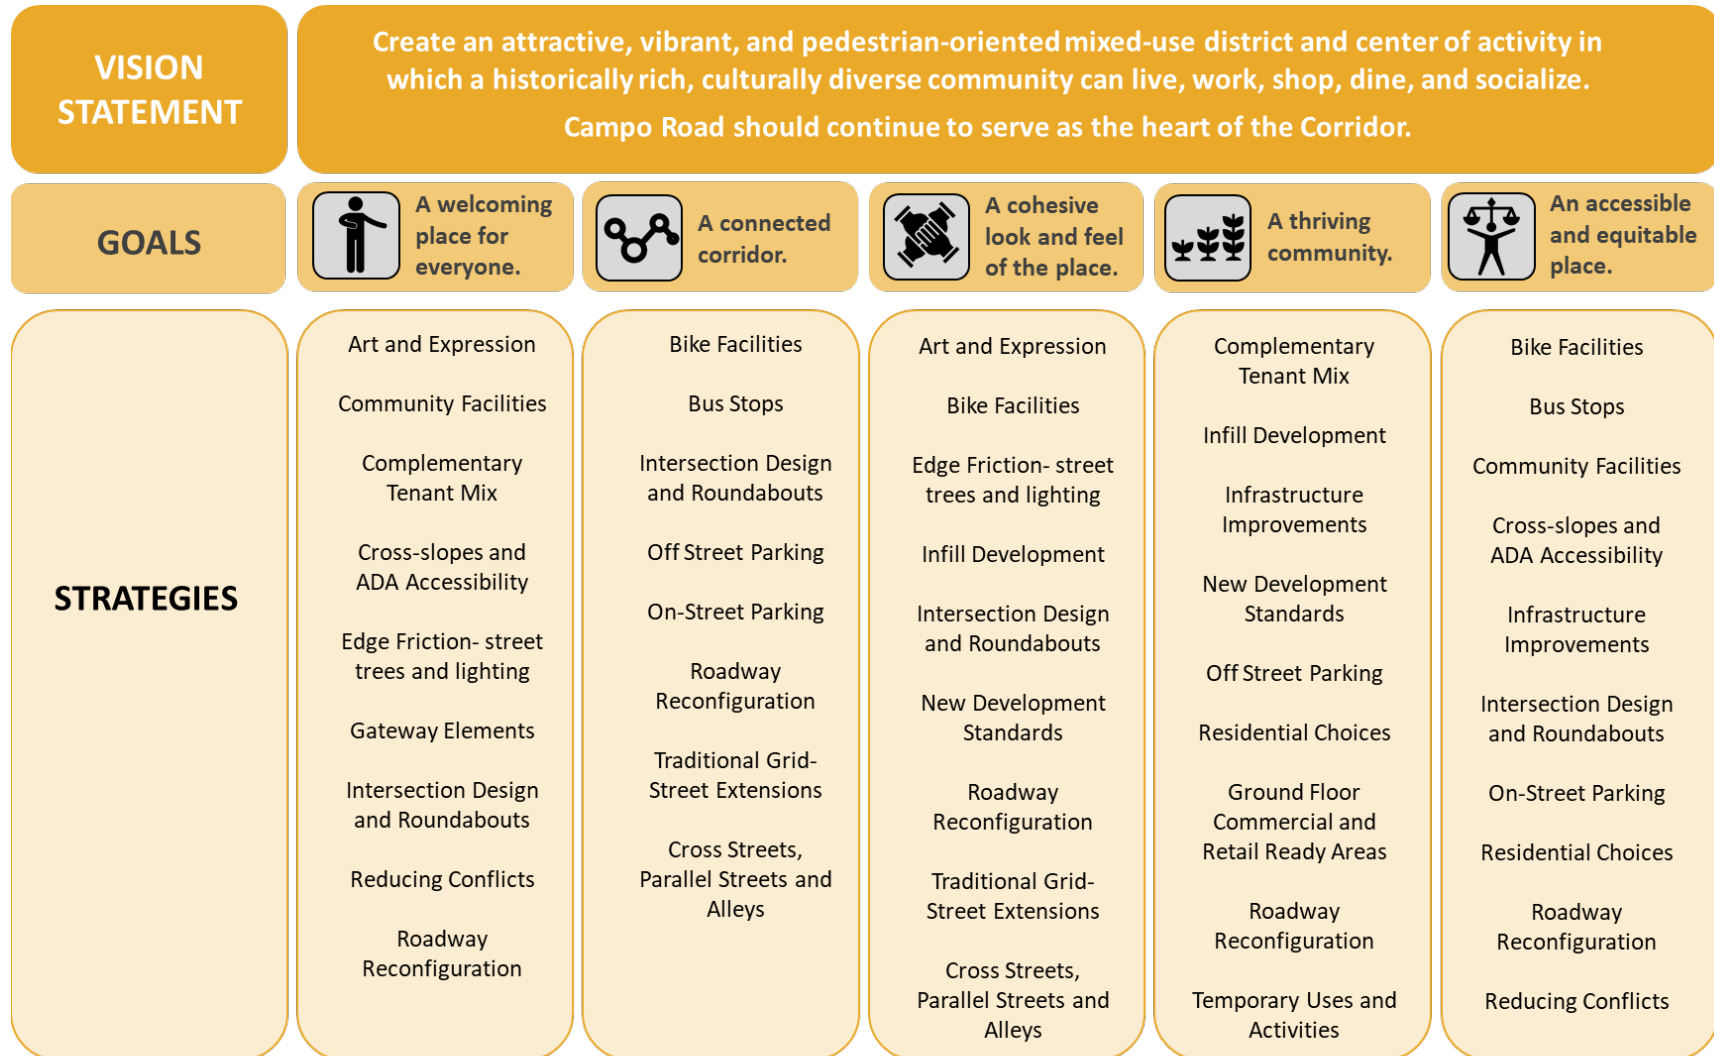 VISION
STATEMENT
Create an attractive, vibrant, and pedestrian-oriented mixed-use district and center of activity in
which a historically rich, culturally diverse community can live, work, shop, dine, and socialize.
Campo Road should continue to serve as the heart of the Corridor.
GOALS
A welcoming
place for
everyone.
A connected
corridor.
A cohesive
look and feel
of the place.
A thriving
community.
An accessible
and equitable
place.
STRATEGIES
Art and Expression
Community Facilities
Complementary
Tenant Mix
Cross-slopes and
ADA Accessibility
Edge Friction- street
trees and lighting
Gateway Elements
Intersection Design
and Roundabouts
Reducing Conflicts
Roadway
Reconfiguration
Bike Facilities
Bus Stops
Intersection Design
and Roundabouts
Off Street Parking
On-Street Parking
Roadway
Reconfiguration
Traditional Grid-
Street Extensions
Cross Streets,
Parallel Streets and
Alleys
Art and Expression
Bike Facilities
Edge Friction- street
trees and lighting
Infill Development
Intersection Design
and Roundabouts
New Development
Standards
Roadway
Reconfiguration
Traditional Grid-
Street Extensions
Cross Streets,
Parallel Streets and
Alleys
Complementary
Tenant Mix
Infill Development
Infrastructure
Improvements
New Development
Standards
Off Street Parking
Residential Choices
Ground Floor
Commercial and
Retail Ready Areas
Roadway
Reconfiguration
Temporary Uses and
Activities
Bike Facilities
Bus Stops
Community Facilities
Cross-slopes and
ADA Accessibility
Infrastructure
Improvements
Intersection Design
and Roundabouts
On-Street Parking
Residential Choices
Roadway
Reconfiguration
Reducing Conflicts